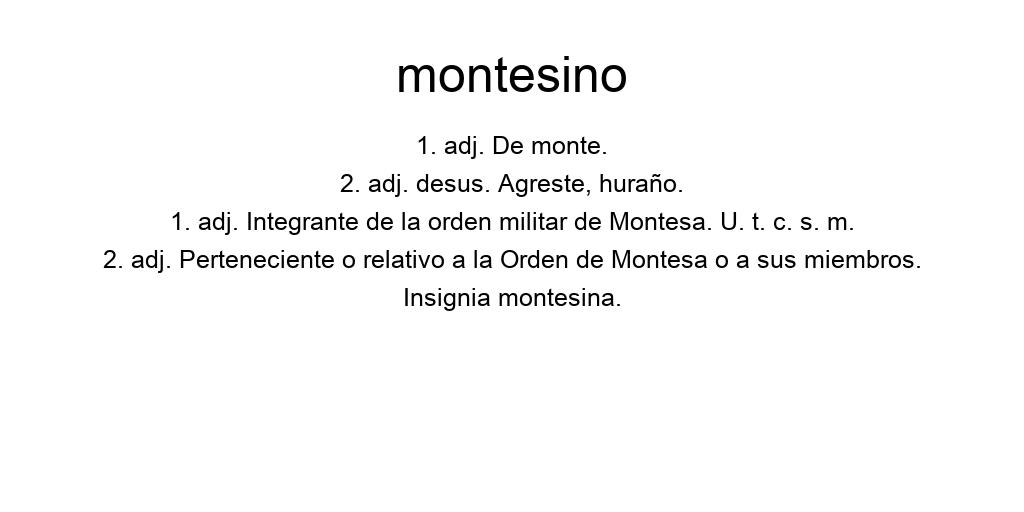 montesino
1. adj. De monte.
2. adj. desus. Agreste, huraño.
1. adj. Integrante de la orden militar de Montesa. U. t. c. s. m.
2. adj. Perteneciente o relativo a la Orden de Montesa o a sus miembros.
Insignia montesina.